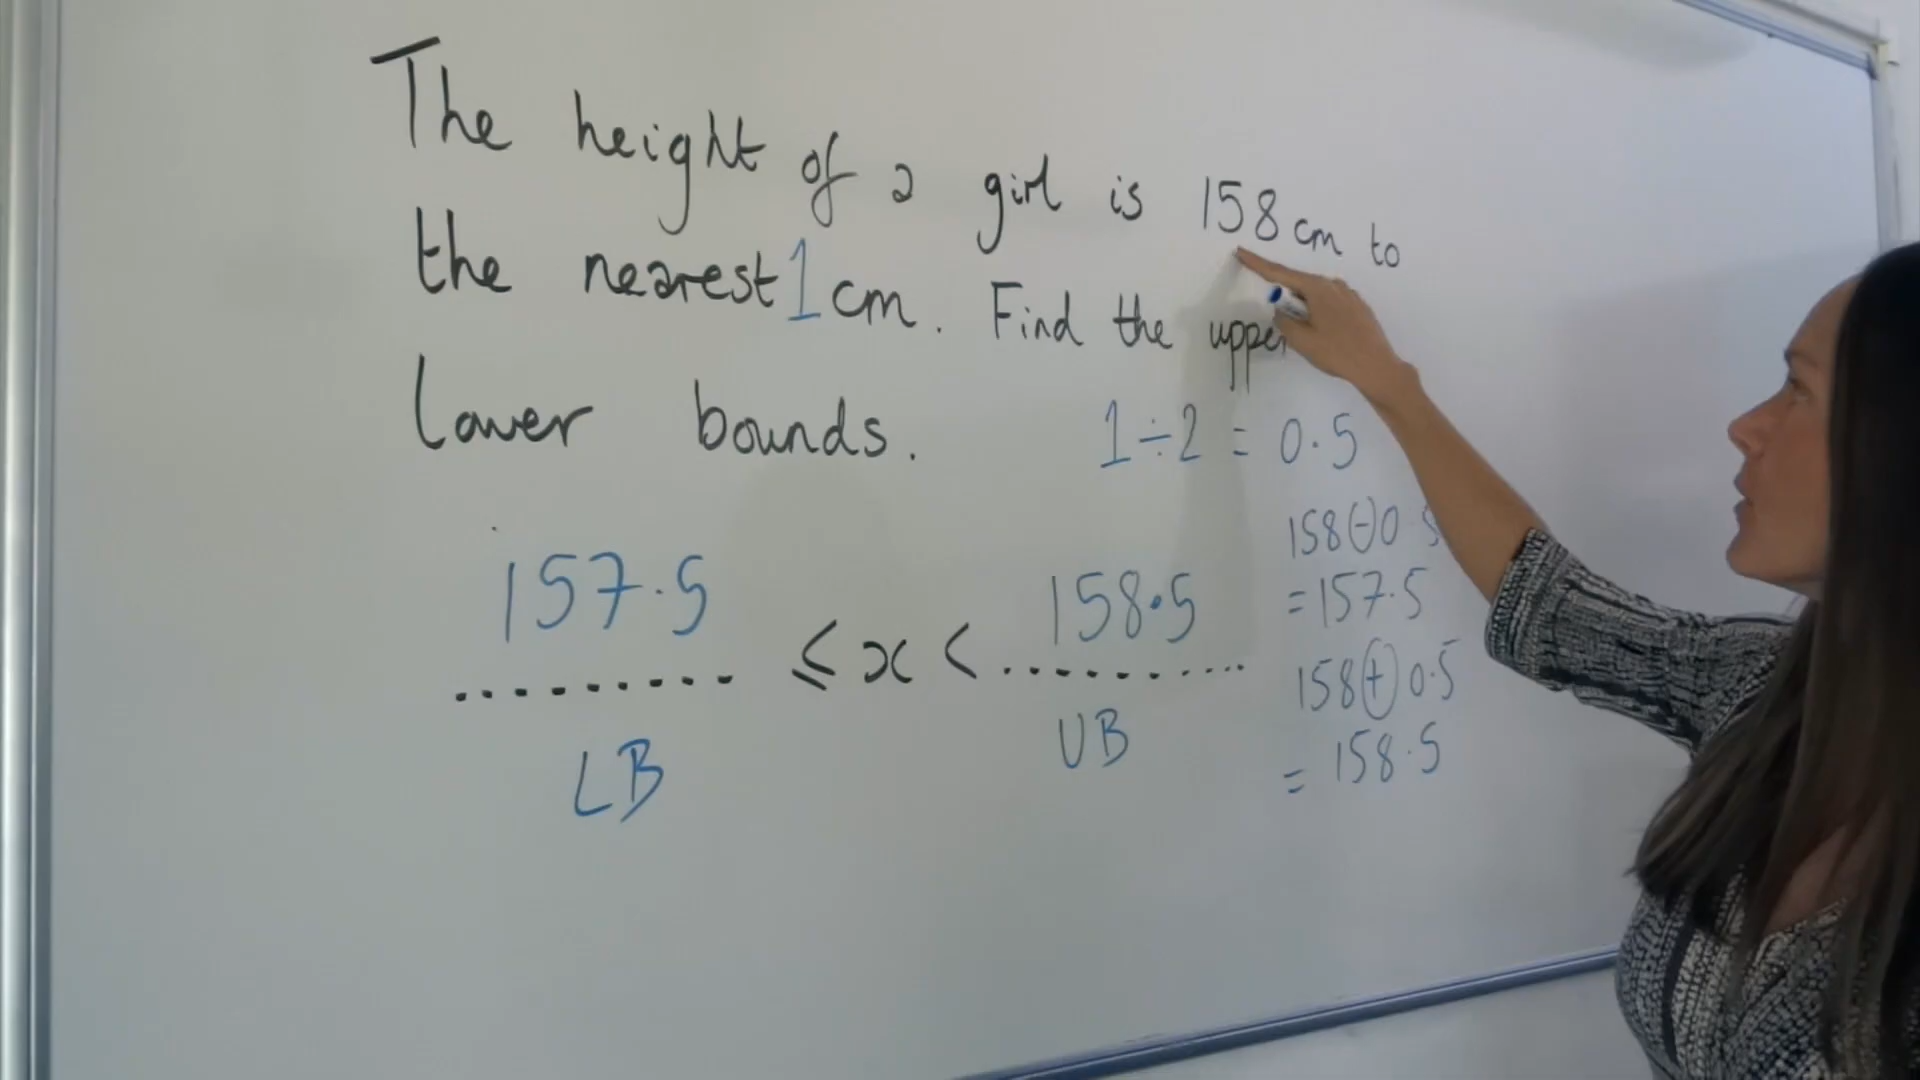 The height of a girl is 158 cm to
the nearest 1 cm. Find the upper
lower bounds.
1 ÷ 2 = 0.5
158 - 0.5
= 157.5
158 + 0.5
= 158.5
157.5 ≤ x < 158.5
LB UB